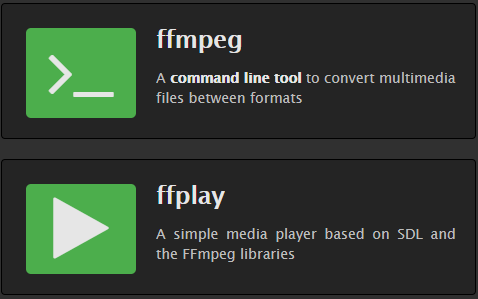 ffmpeg
A command line tool to convert multimedia
files between formats
ffplay
A simple media player based on SDL and
the FFmpeg libraries